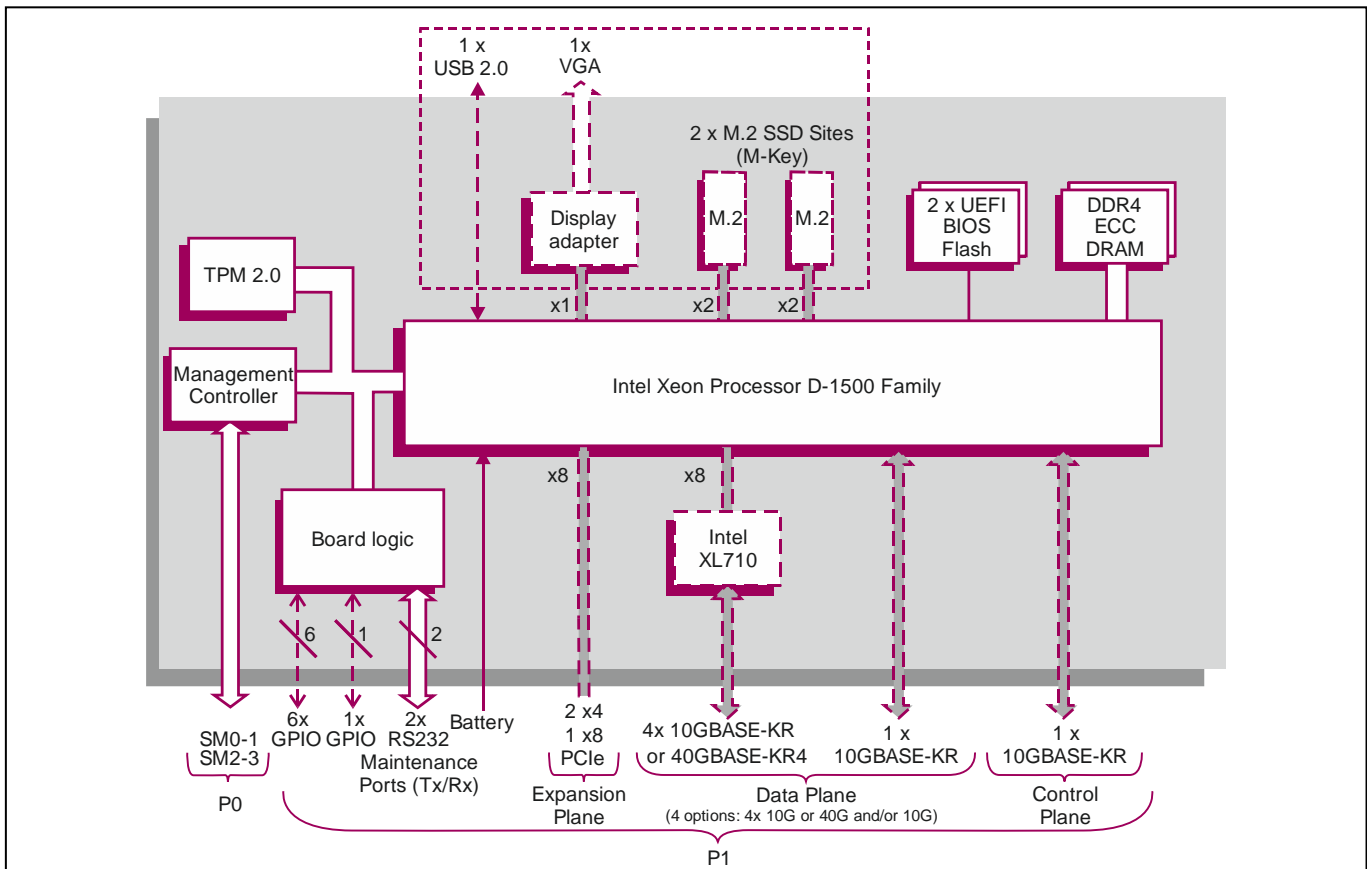 1 x
USB 2.0
1x
VGA
2 x M.2 SSD Sites
(M-Key)
Display
adapter
M.2
M.2
2 x UEFI
BIOS
Flash
DDR4
ECC
DRAM
TPM 2.0
x1
x2
x2
Management
Controller
Intel Xeon Processor D-1500 Family
x8
x8
Board logic
Intel
XL710
6
1
2
SM0-1
SM2-3
P0
6x
GPIO
1x
GPIO
2x
RS232
Maintenance
Ports (Tx/Rx)
Battery
2 x4
1 x8
PCIe
Expansion
Plane
4x 10GBASE-KR
or 40GBASE-KR4
1 x
10GBASE-KR
Data Plane
(4 options: 4x 10G or 40G and/or 10G)
1 x
10GBASE-KR
Control
Plane
P1